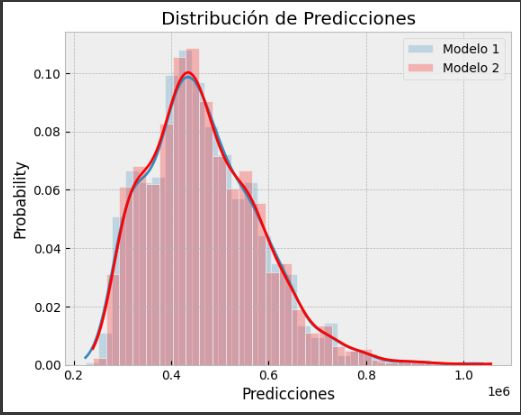 Distribución de Predicciones
Modelo 1
Modelo 2
Probability
0.10
0.08
0.06
0.04
0.02
0.00
0.2
0.4
0.6
0.8
1.0
1e6
Predicciones